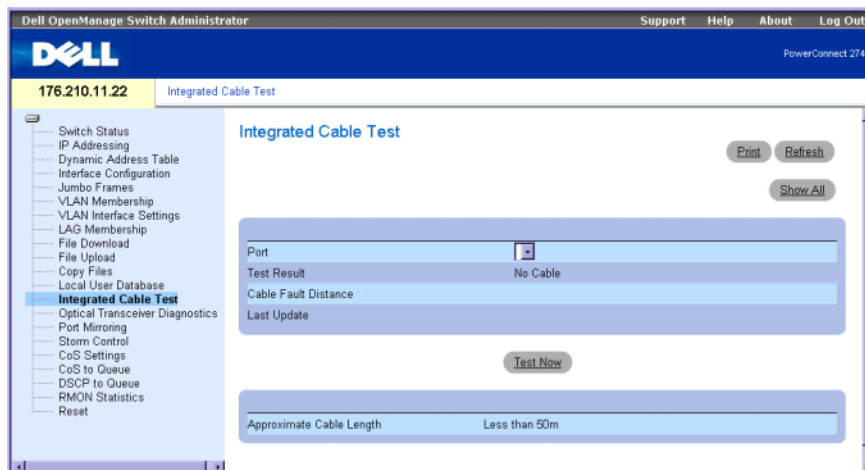 Dell OpenManage Switch Administrator
Support Help About Log Out
DELL
PowerConnect 274
176.210.11.22
Integrated Cable Test
Switch Status
IP Addressing
Dynamic Address Table
Interface Configuration
Jumbo Frames
VLAN Membership
VLAN Interface Settings
LAG Membership
File Download
File Upload
Copy Files
Local User Database
Integrated Cable Test
Optical Transceiver Diagnostics
Port Mirroring
Storm Control
CoS Settings
CoS to Queue
DSCP to Queue
RMON Statistics
Reset
Integrated Cable Test
Print Refresh
Show All
Port
Test Result No Cable
Cable Fault Distance
Last Update
Test Now
Approximate Cable Length Less than 50m